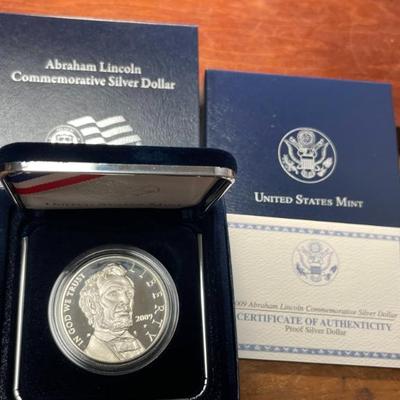 Abraham Lincoln
Commemorative Silver Dollar
UNITED STATES MINT
2009 Abraham Lincoln Commemorative Silver Dollar
CERTIFICATE OF AUTHENTICITY
Proof Silver Dollar
LIBERTY
IN GOD WE TRUST
2009